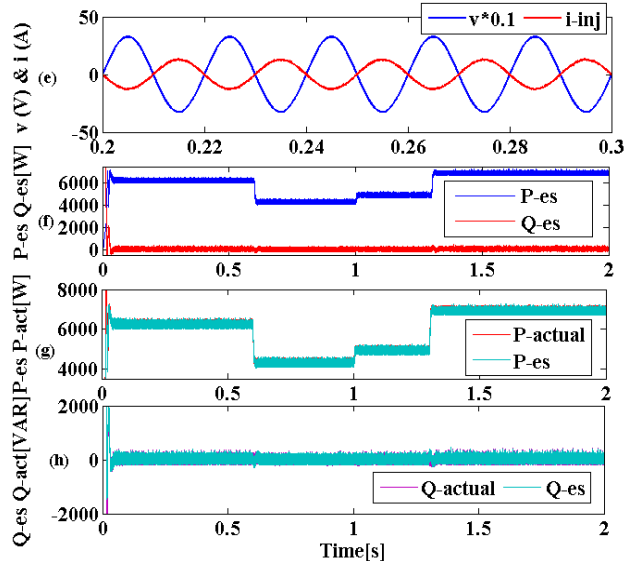 50
0
-50
v (V) & i (A)
(e)
v*0.1
i-inj
0.2
0.22
0.24
0.26
0.28
0.3
6000
4000
2000
0
P-es Q-es[W]
(f)
P-es
Q-es
0
0.5
1
1.5
2
8000
6000
4000
P-es P-act[W]
(g)
P-actual
P-es
0
0.5
1
1.5
2
2000
0
-2000
Q-es Q-act[VAR]
(h)
Q-actual
Q-es
0
0.5
1
1.5
2
Time[s]